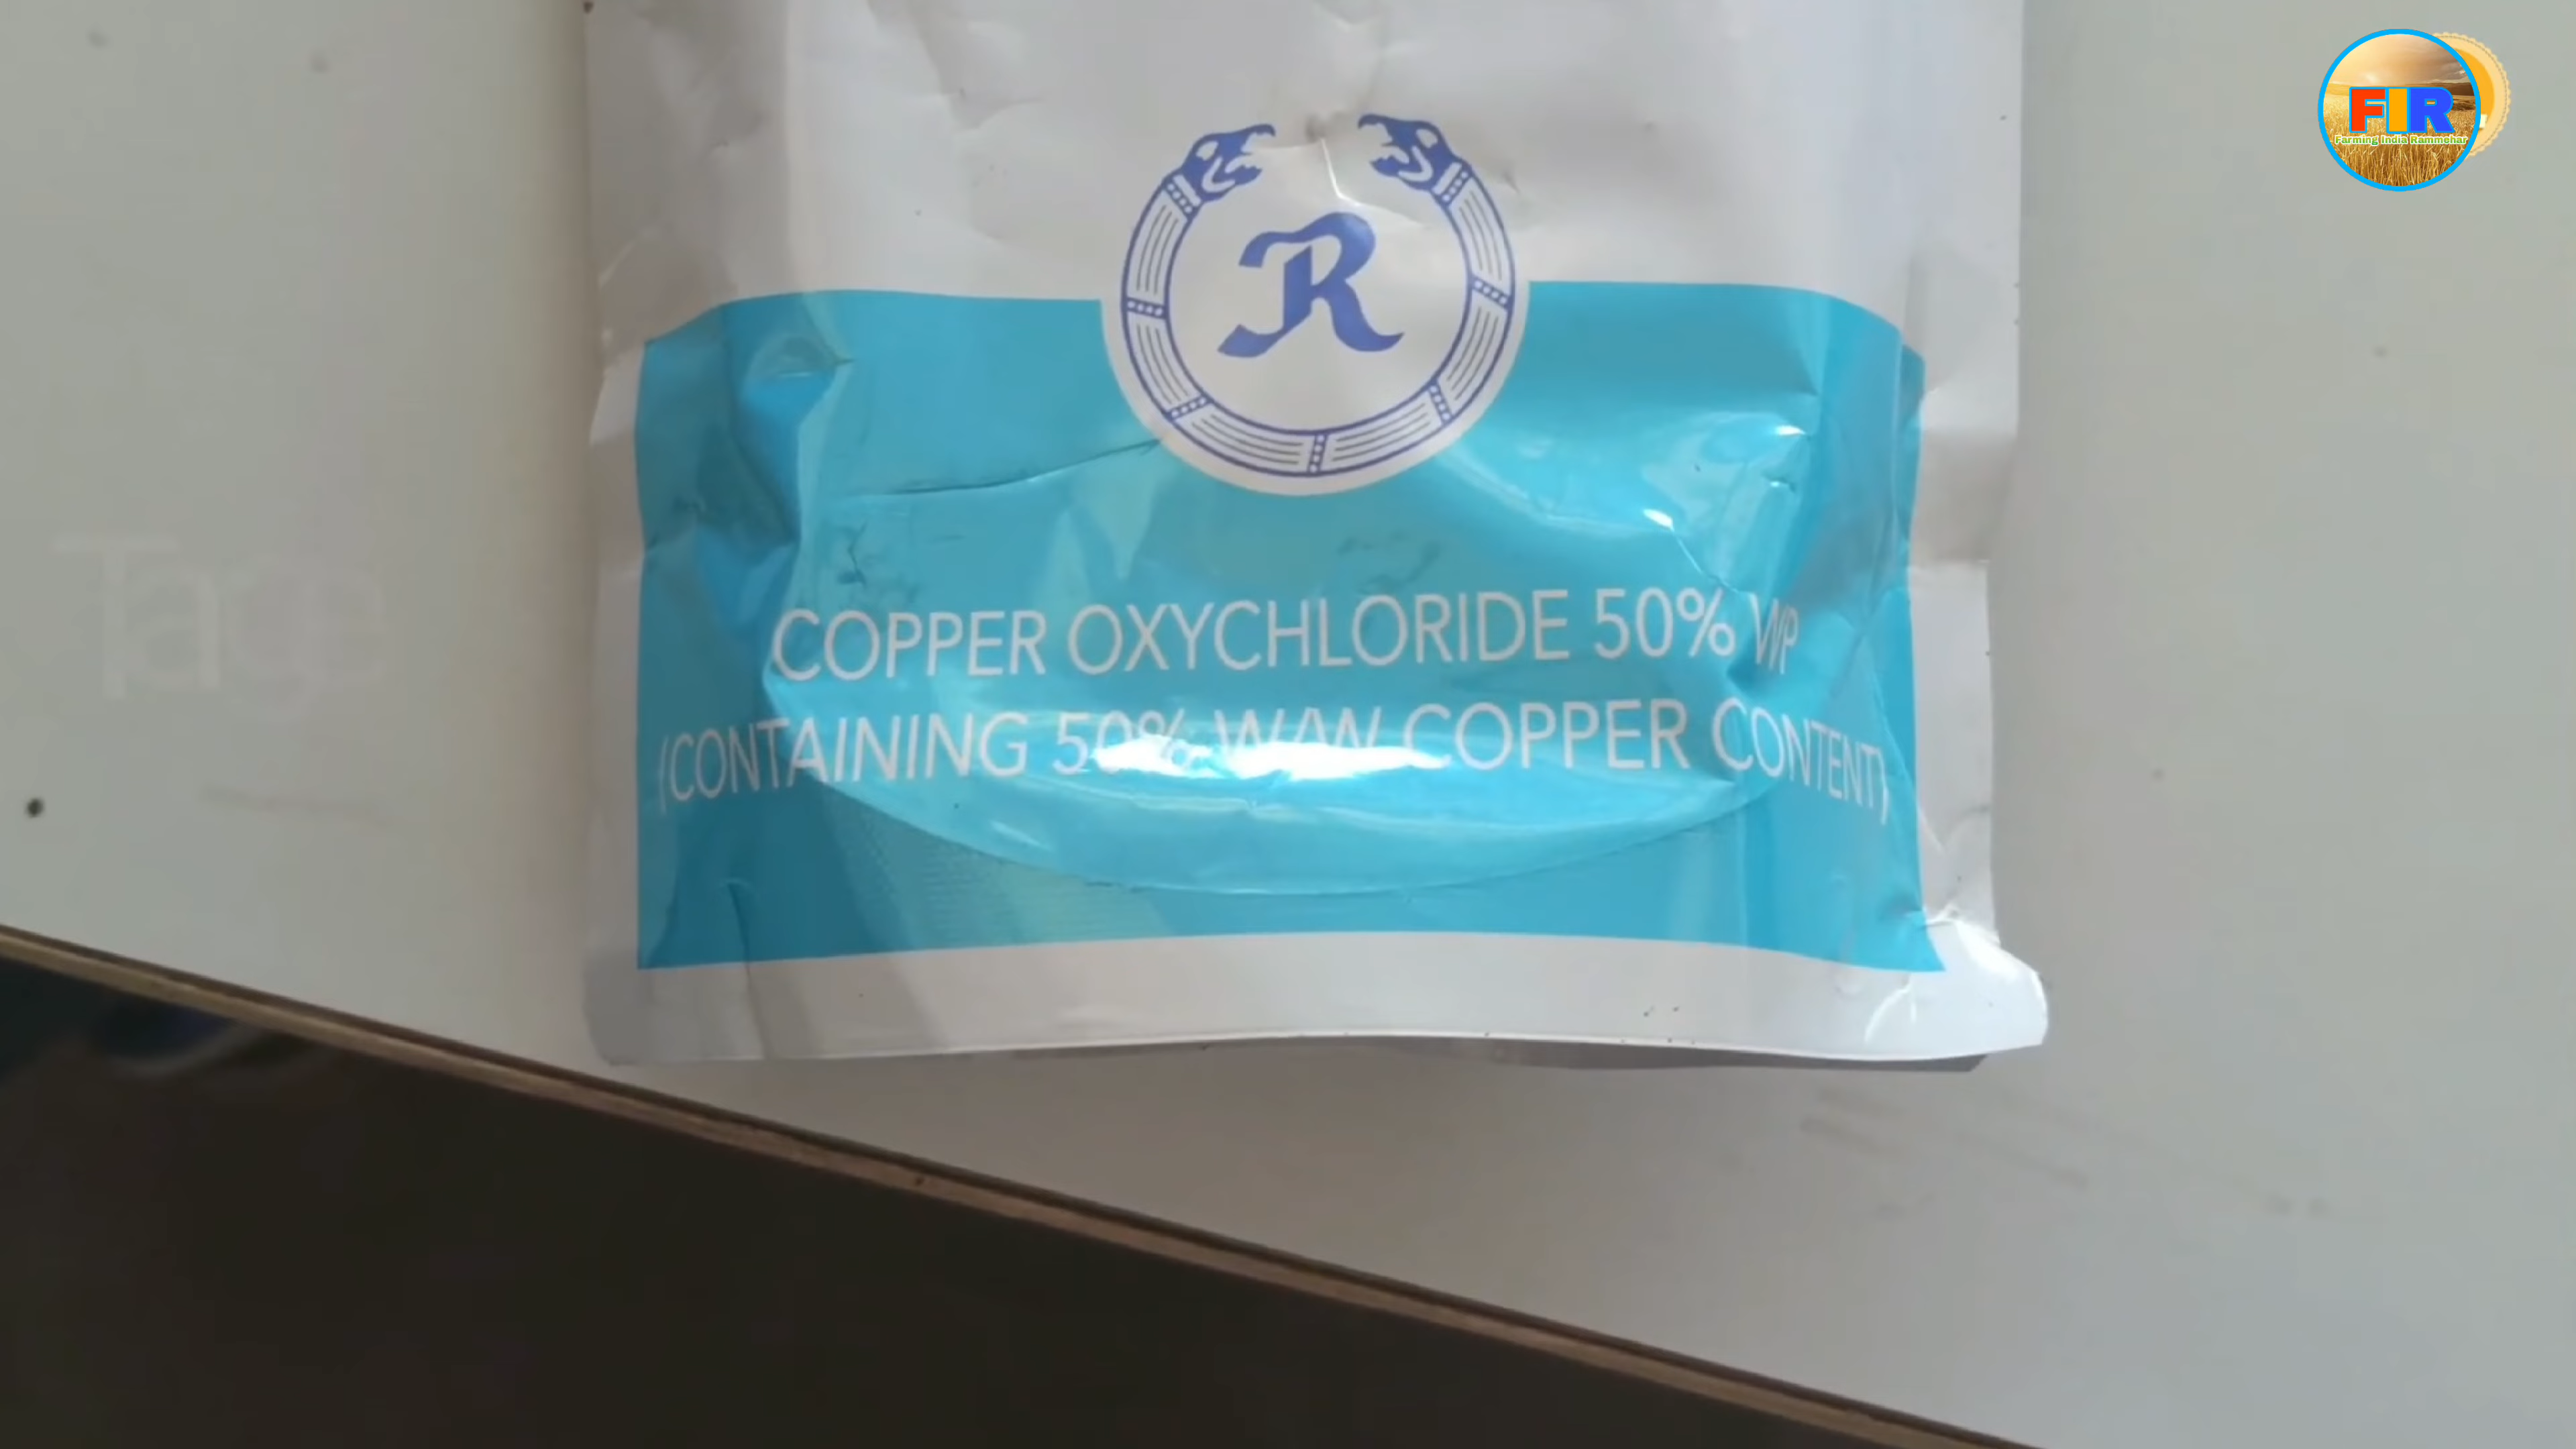 FIR
Farming India Rammehar
R
COPPER OXYCHLORIDE 50% WP
(CONTAINING 50% W/W COPPER CONTENT)